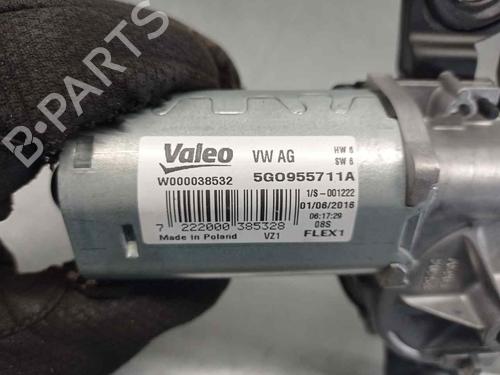 B-PARTS
Valeo VW AG HW 6
SW 6
W000038532 5G0955711A
1/S-001222
01/06/2016
06:17:29
7 222000 385328 08S
Made in Poland VZ1 FLEX1